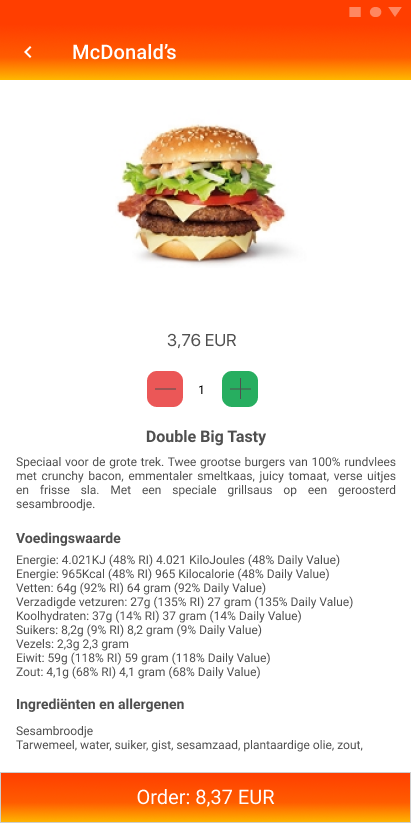 McDonald's
3,76 EUR
1
Double Big Tasty
Speciaal voor de grote trek. Twee grootse burgers van 100% rundvlees
met crunchy bacon, emmentaler smeltkaas, juicy tomaat, verse uitjes
en frisse sla. Met een speciale grillsaus op een geroosterd
sesambroodje.
Voedingswaarde
Energie: 4.021KJ (48% RI) 4.021 KiloJoules (48% Daily Value)
Energie: 965Kcal (48% RI) 965 Kilocalorie (48% Daily Value)
Vetten: 64g (92% RI) 64 gram (92% Daily Value)
Verzadigde vetzuren: 27g (135% RI) 27 gram (135% Daily Value)
Koolhydraten: 37g (14% RI) 37 gram (14% Daily Value)
Suikers: 8,2g (9% RI) 8,2 gram (9% Daily Value)
Vezels: 2,3g 2,3 gram
Eiwit: 59g (118% RI) 59 gram (118% Daily Value)
Zout: 4,1g (68% RI) 4,1 gram (68% Daily Value)
Ingrediënten en allergenen
Sesambroodje
Tarwemeel, water, suiker, gist, sesamzaad, plantaardige olie, zout,
Order: 8,37 EUR